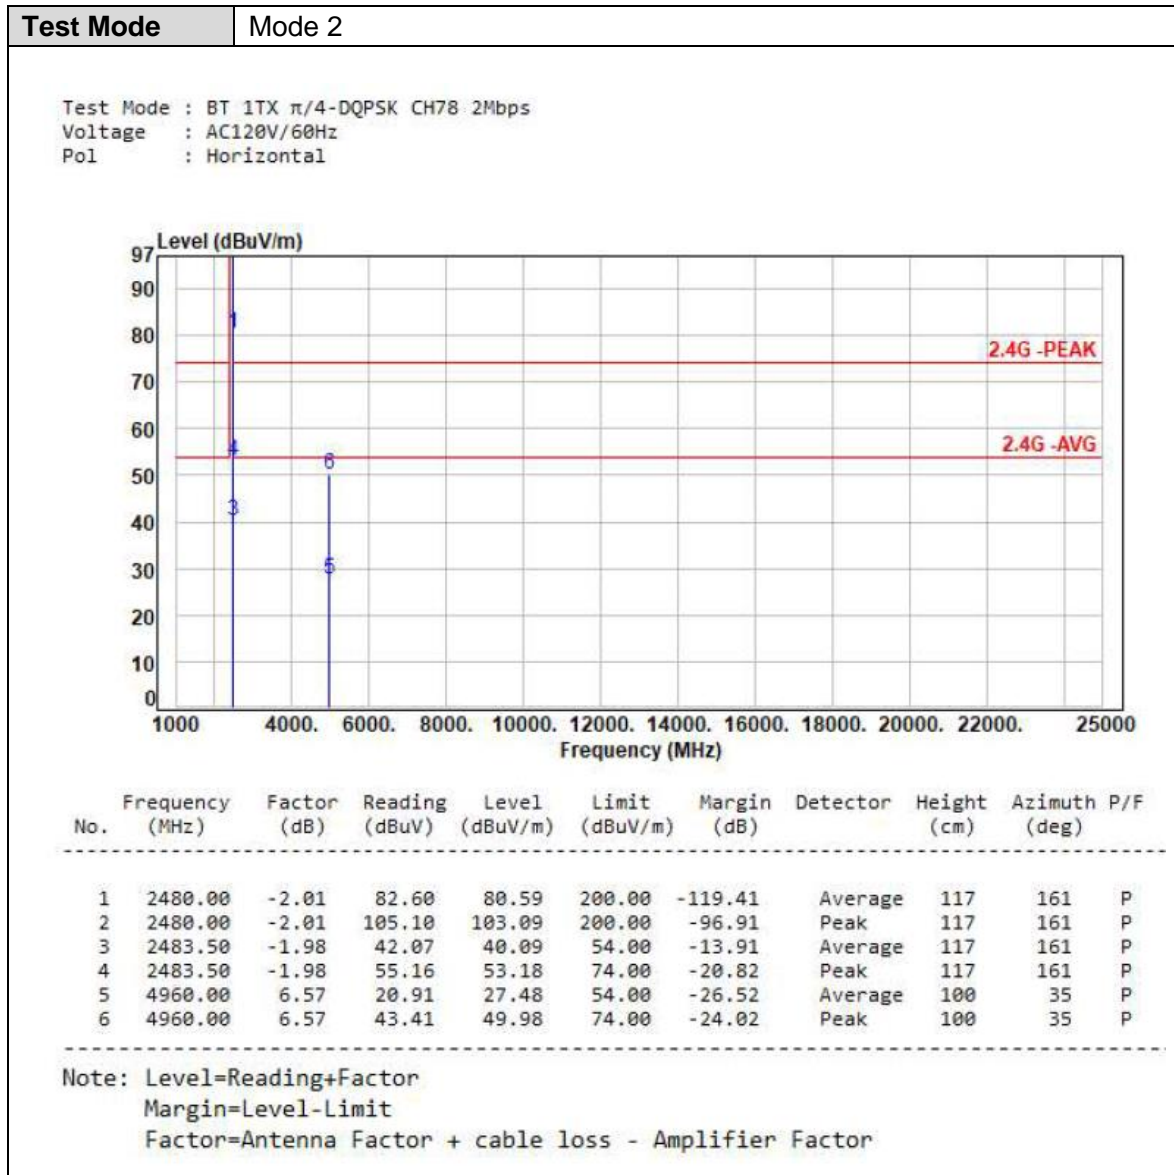 Test Mode Mode 2
Test Mode : BT 1TX π/4-DQPSK CH78 2Mbps
Voltage : AC120V/60Hz
Pol : Horizontal
97 Level (dBuV/m)
90
80
70
60
50
40
30
20
10
0
1
4
3
6
5
2.4G -PEAK
2.4G -AVG
1000 4000. 6000. 8000. 10000. 12000. 14000. 16000. 18000. 20000. 22000. 25000
Frequency (MHz)
Frequency Factor Reading Level Limit Margin Detector Height Azimuth P/F
No. (MHz) (dB) (dBuV) (dBuV/m) (dBuV/m) (dB) (cm) (deg)
1 2480.00 -2.01 82.60 80.59 200.00 -119.41 Average 117 161 P
2 2480.00 -2.01 105.10 103.09 200.00 -96.91 Peak 117 161 P
3 2483.50 -1.98 42.07 40.09 54.00 -13.91 Average 117 161 P
4 2483.50 -1.98 55.16 53.18 74.00 -20.82 Peak 117 161 P
5 4960.00 6.57 20.91 27.48 54.00 -26.52 Average 100 35 P
6 4960.00 6.57 43.41 49.98 74.00 -24.02 Peak 100 35 P
Note: Level=Reading+Factor
Margin=Level-Limit
Factor=Antenna Factor + cable loss - Amplifier Factor